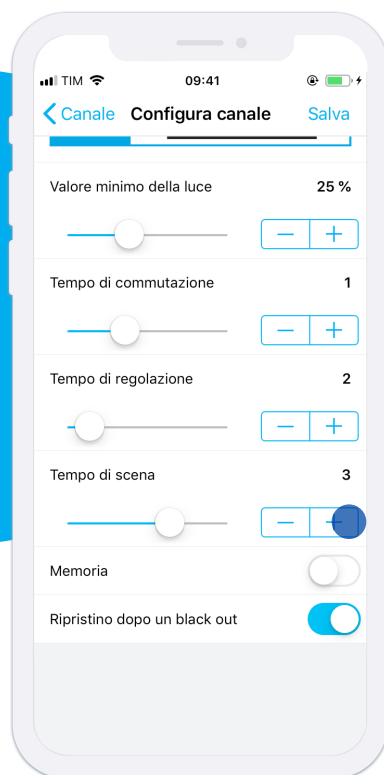 TIM 09:41
Canale Configura canale Salva
Valore minimo della luce 25 %
Tempo di commutazione 1
Tempo di regolazione 2
Tempo di scena 3
Memoria
Ripristino dopo un black out